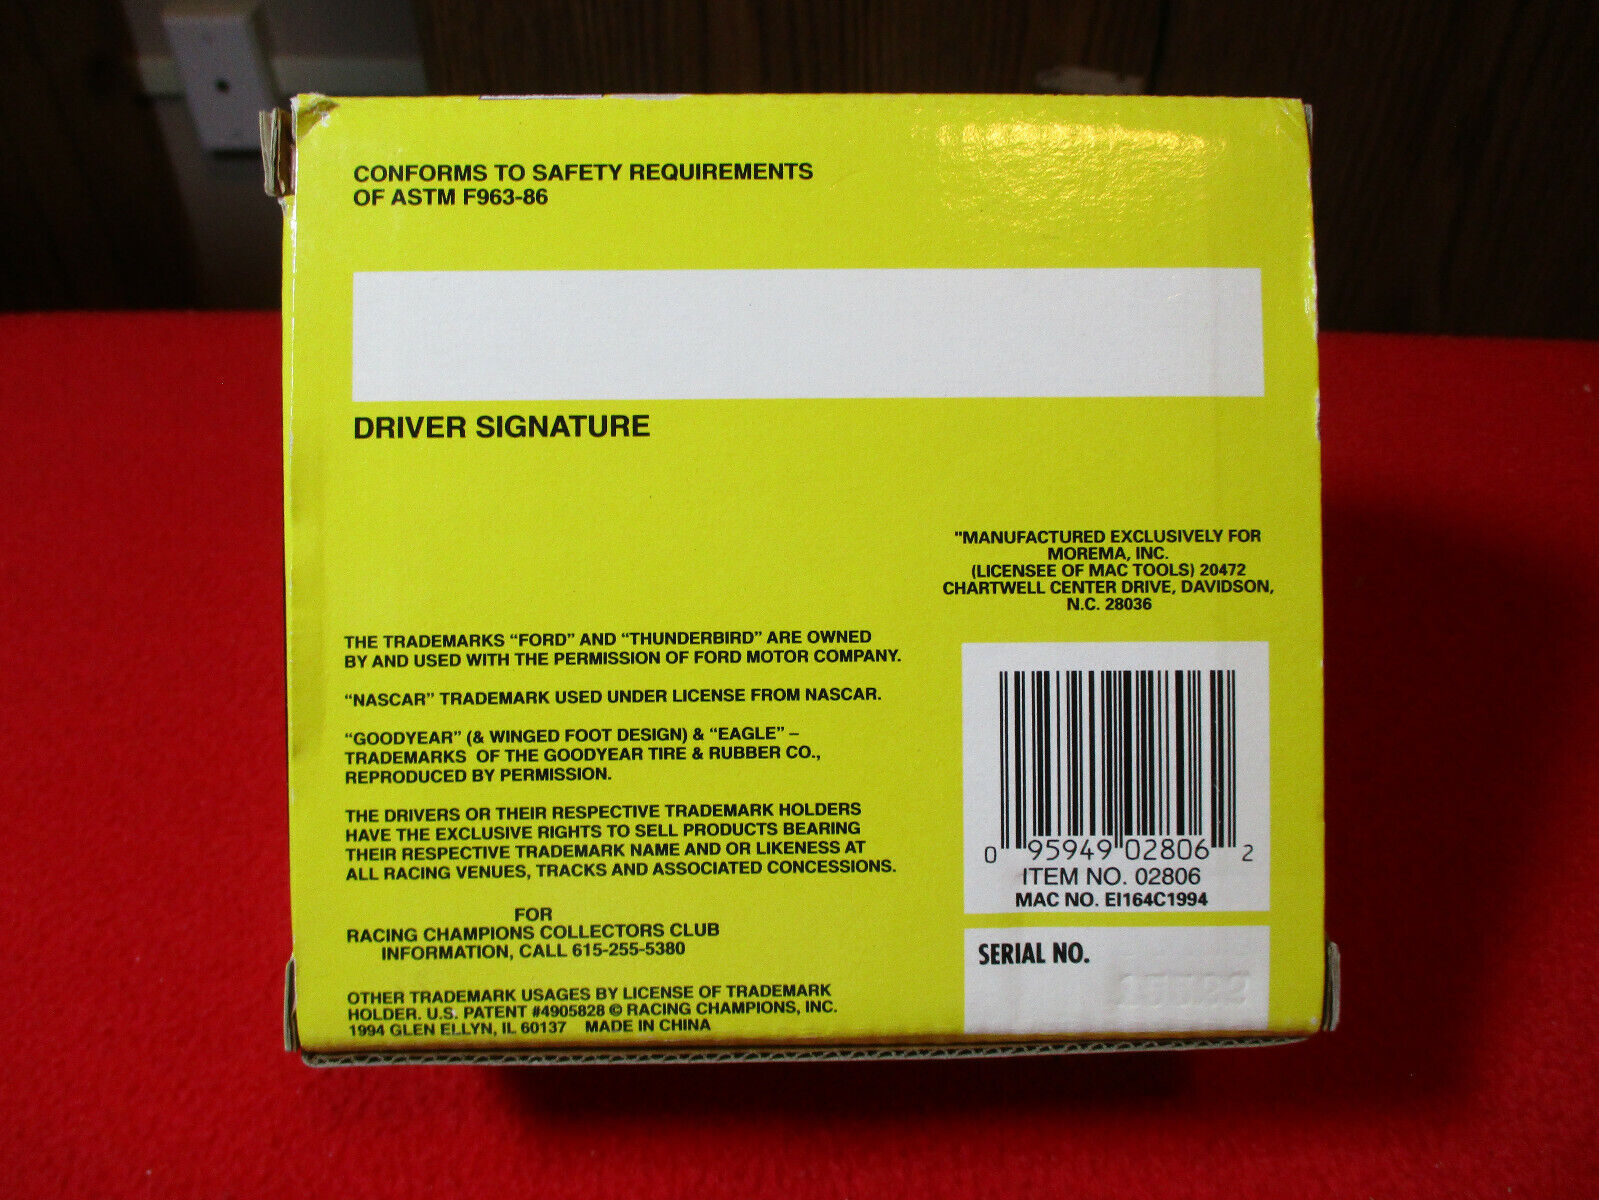 CONFORMS TO SAFETY REQUIREMENTS
OF ASTM F963-86
DRIVER SIGNATURE
"MANUFACTURED EXCLUSIVELY FOR
MOREMA, INC.
(LICENSEE OF MAC TOOLS) 20472
CHARTWELL CENTER DRIVE, DAVIDSON,
N.C. 28036
THE TRADEMARKS “FORD” AND “THUNDERBIRD” ARE OWNED
BY AND USED WITH THE PERMISSION OF FORD MOTOR COMPANY.
“NASCAR” TRADEMARK USED UNDER LICENSE FROM NASCAR.
“GOODYEAR” (& WINGED FOOT DESIGN) & “EAGLE” –
TRADEMARKS OF THE GOODYEAR TIRE & RUBBER CO.,
REPRODUCED BY PERMISSION.
THE DRIVERS OR THEIR RESPECTIVE TRADEMARK HOLDERS
HAVE THE EXCLUSIVE RIGHTS TO SELL PRODUCTS BEARING
THEIR RESPECTIVE TRADEMARK NAME AND OR LIKENESS AT
ALL RACING VENUES, TRACKS AND ASSOCIATED CONCESSIONS.
FOR
RACING CHAMPIONS COLLECTORS CLUB
INFORMATION, CALL 615-255-5380
OTHER TRADEMARK USAGES BY LICENSE OF TRADEMARK
HOLDER. U.S. PATENT #4905828 © RACING CHAMPIONS, INC.
1994 GLEN ELLYN, IL 60137 MADE IN CHINA
0 95949 02806 2
ITEM NO. 02806
MAC NO. EI164C1994
SERIAL NO.